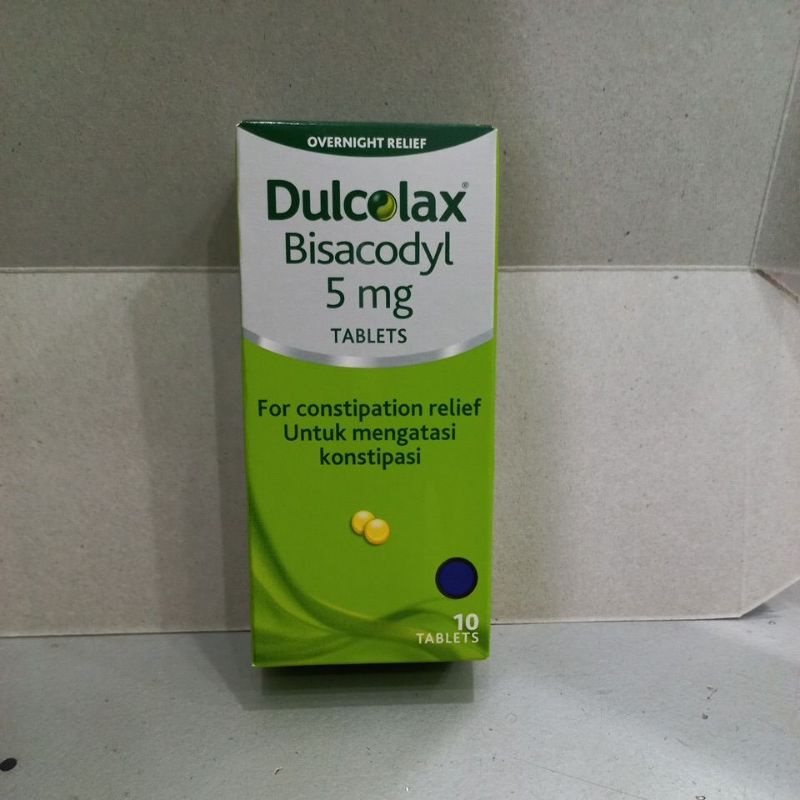 OVERNIGHT RELIEF
Dulcolax®
Bisacodyl
5 mg
TABLETS
For constipation relief
Untuk mengatasi
konstipasi
10
TABLETS